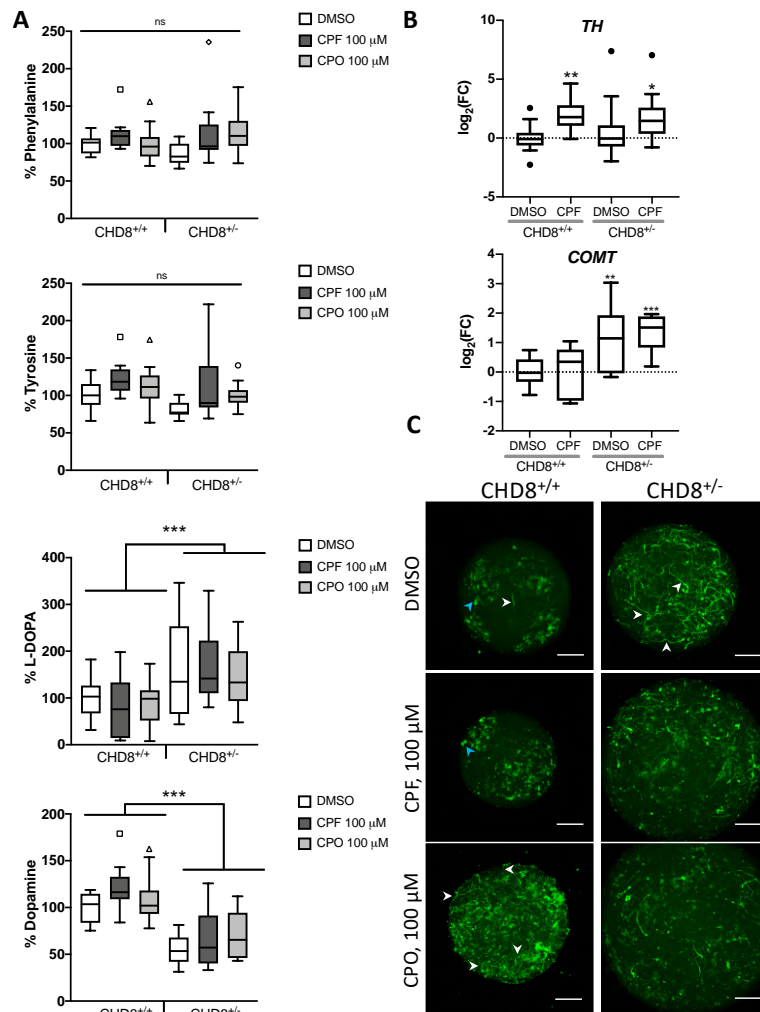 A
ns
DMSO
CPF 100 μM
CPO 100 μM
% Phenylalanine
250
200
150
100
50
0
CHD8+/+ CHD8+/-
ns
DMSO
CPF 100 μM
CPO 100 μM
% Tyrosine
250
200
150
100
50
0
CHD8+/+ CHD8+/-
***
DMSO
CPF 100 μM
CPO 100 μM
% L-DOPA
400
300
200
100
0
CHD8+/+ CHD8+/-
***
DMSO
CPF 100 μM
CPO 100 μM
% Dopamine
200
150
100
50
0
CHD8+/+ CHD8+/-
B
TH
log2(FC)
10
5
0
-5
** *
DMSO CPF DMSO CPF
CHD8+/+ CHD8+/-
COMT
log2(FC)
4
3
2
1
0
-1
-2
** ***
DMSO CPF DMSO CPF
CHD8+/+ CHD8+/-
C
CHD8+/+ CHD8+/-
DMSO
CPF, 100 μM
CPO, 100 μM